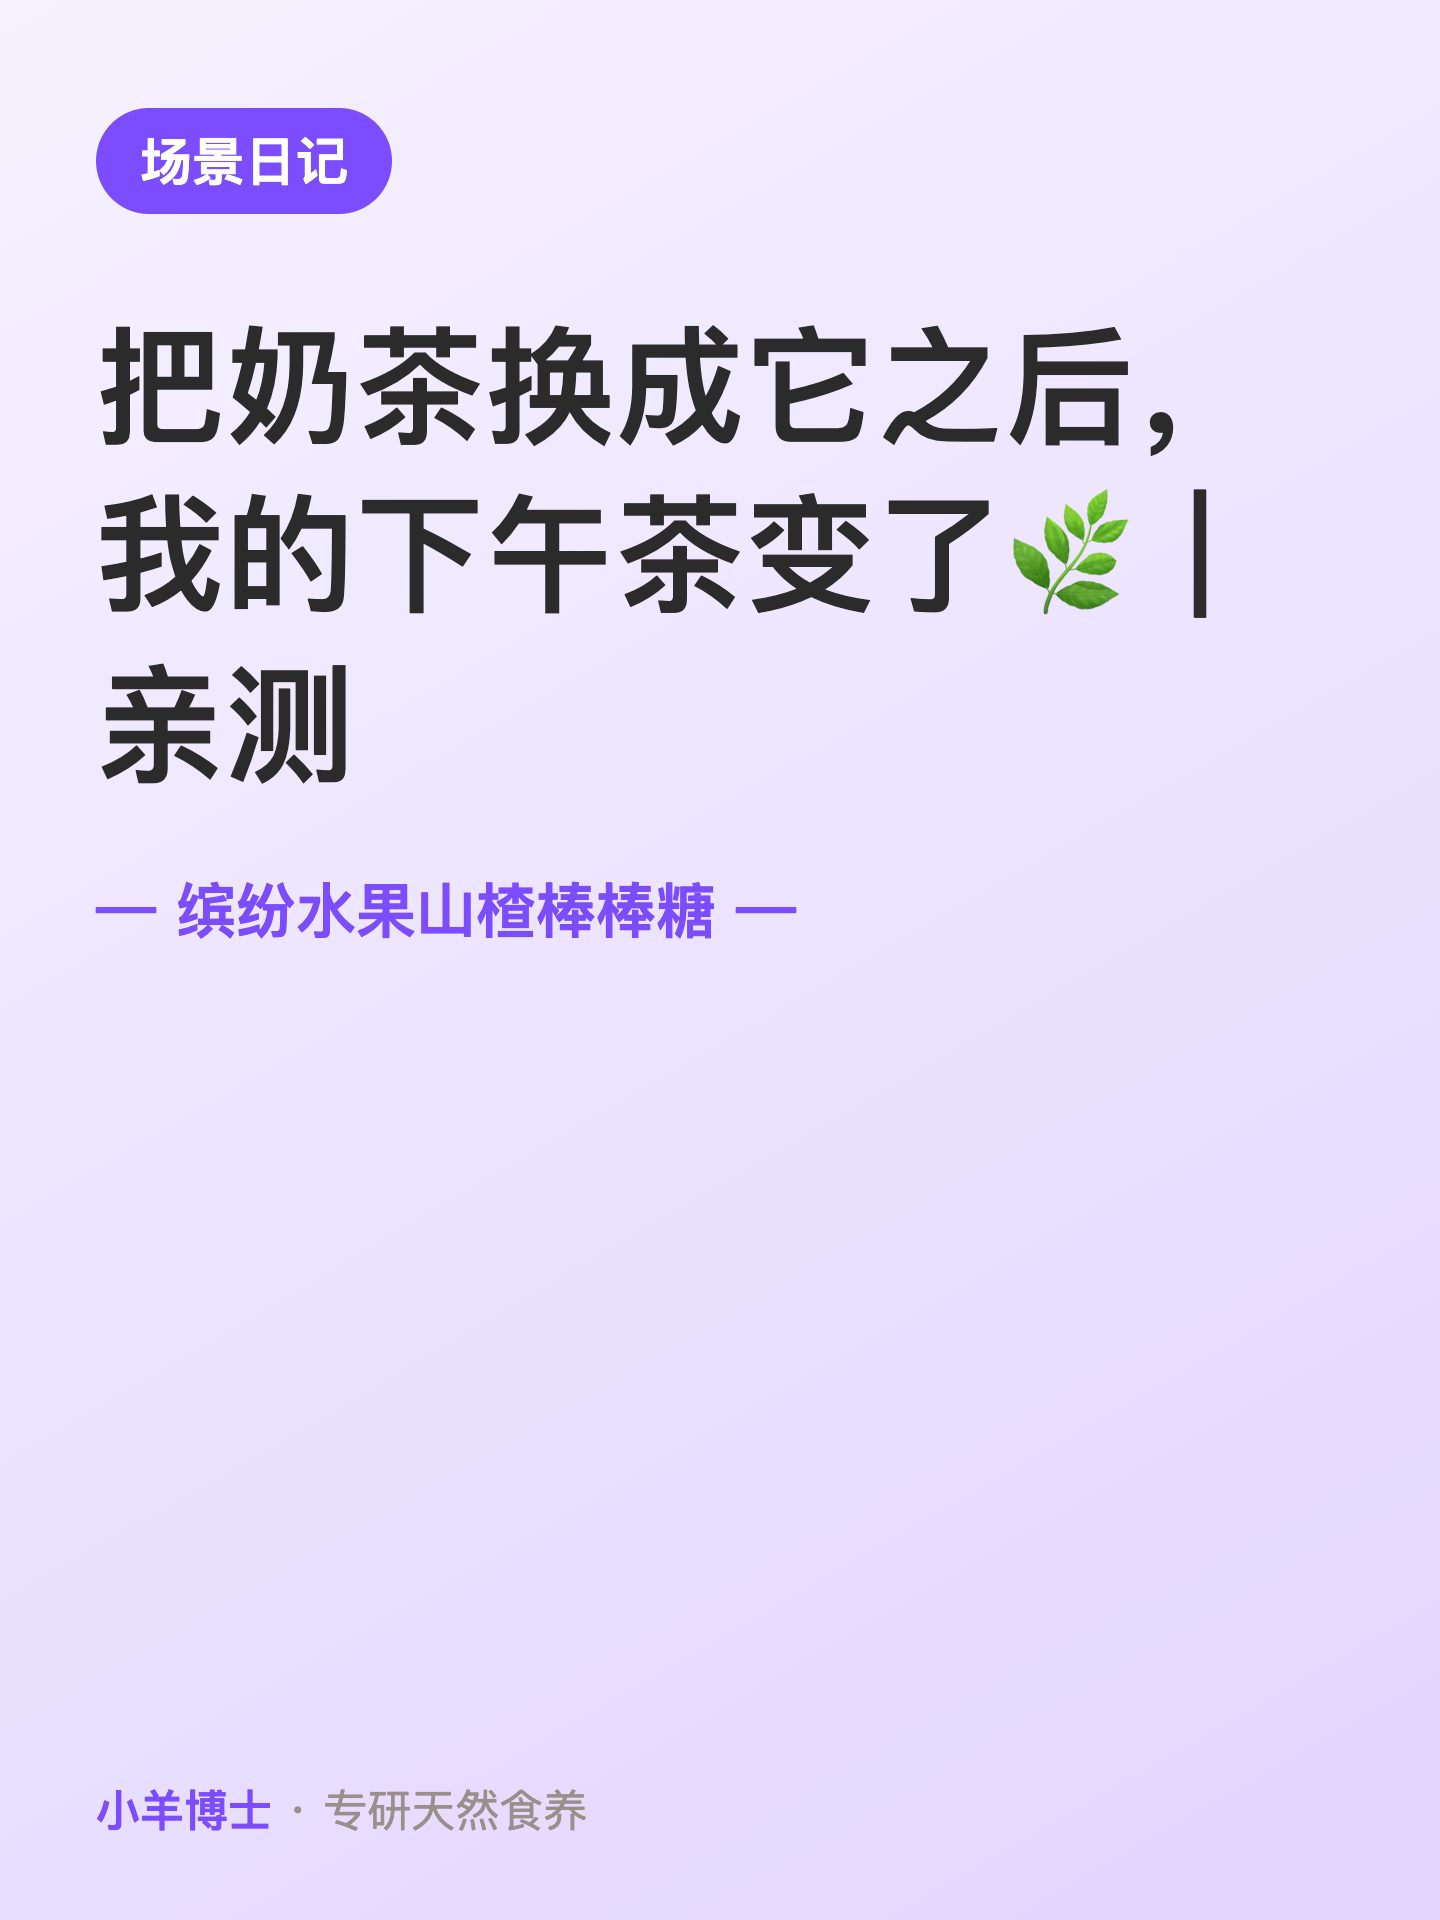 场景日记
把奶茶换成它之后，
我的下午茶变了🌿｜
亲测
— 缤纷水果山楂棒棒糖 —
小羊博士 · 专研天然食养